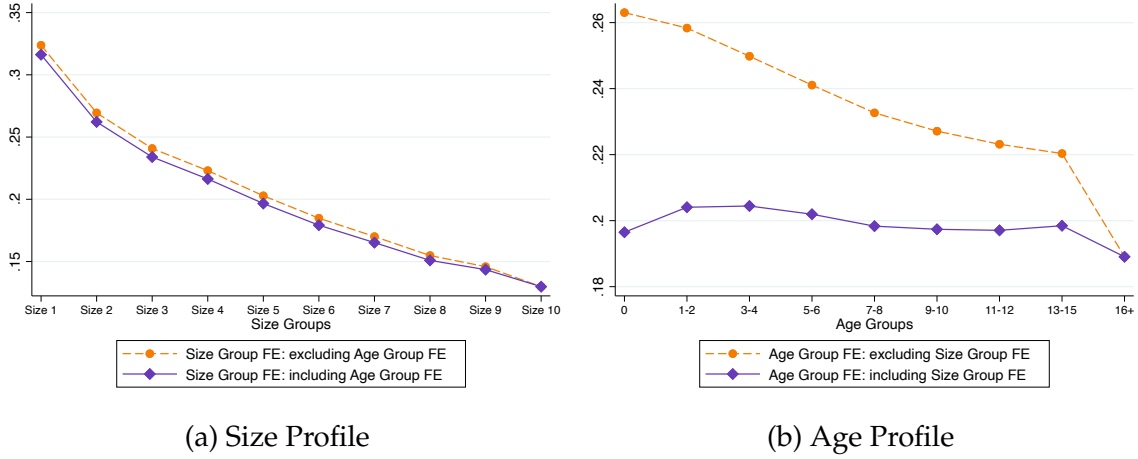 .35
.3
.25
.2
.15
Size 1 Size 2 Size 3 Size 4 Size 5 Size 6 Size 7 Size 8 Size 9 Size 10
Size Groups
Size Group FE: excluding Age Group FE
Size Group FE: including Age Group FE
(a) Size Profile
.26
.24
.22
.2
.18
0 1-2 3-4 5-6 7-8 9-10 11-12 13-15 16+
Age Groups
Age Group FE: excluding Size Group FE
Age Group FE: including Size Group FE
(b) Age Profile